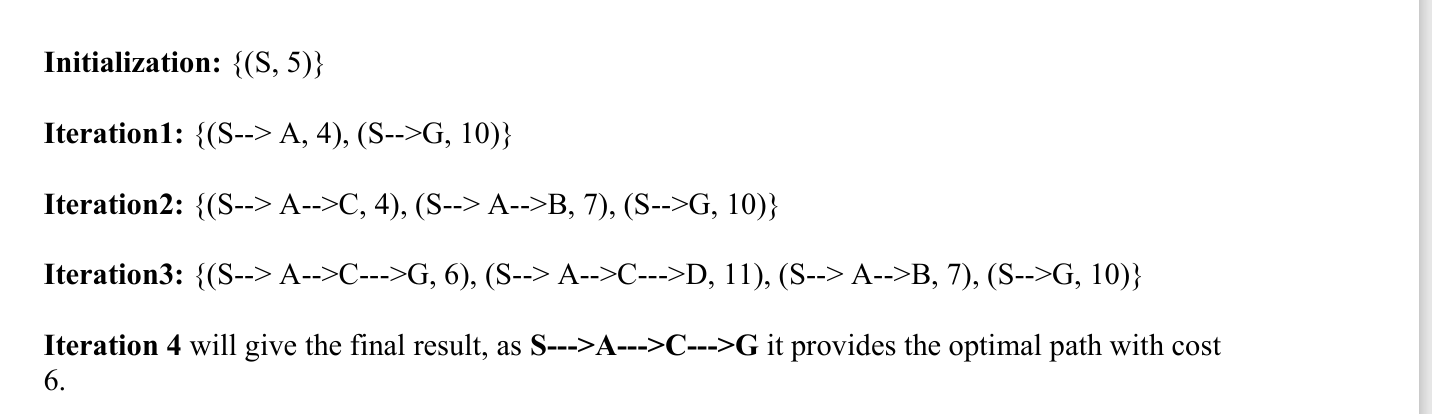 Initialization: {(S, 5)}
Iteration1: {(S--> A, 4), (S-->G, 10)}
Iteration2: {(S--> A-->C, 4), (S--> A-->B, 7), (S-->G, 10)}
Iteration3: {(S--> A-->C--->G, 6), (S--> A-->C--->D, 11), (S--> A-->B, 7), (S-->G, 10)}
Iteration 4 will give the final result, as S--->A--->C--->G it provides the optimal path with cost
6.